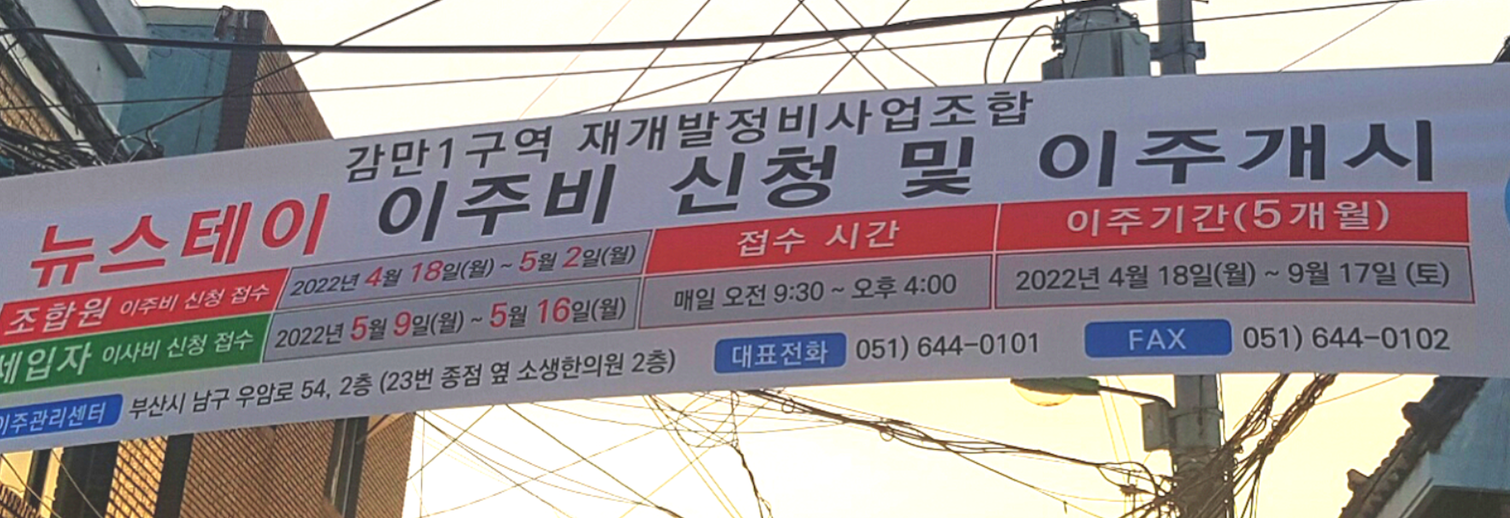 감만1구역 재개발정비사업조합
뉴스테이 이주비 신청 및 이주개시
조합원 이주비 신청 접수 2022년 4월 18일(월) ~ 5월 2일(월)
세입자 이사비 신청 접수 2022년 5월 9일(월) ~ 5월 16일(월)
접수 시간
매일 오전 9:30 ~ 오후 4:00
이주기간(5개월)
2022년 4월 18일(월) ~ 9월 17일 (토)
이주관리센터 부산시 남구 우암로 54, 2층 (23번 종점 옆 소생한의원 2층) 대표전화 051) 644-0101 FAX 051) 644-0102